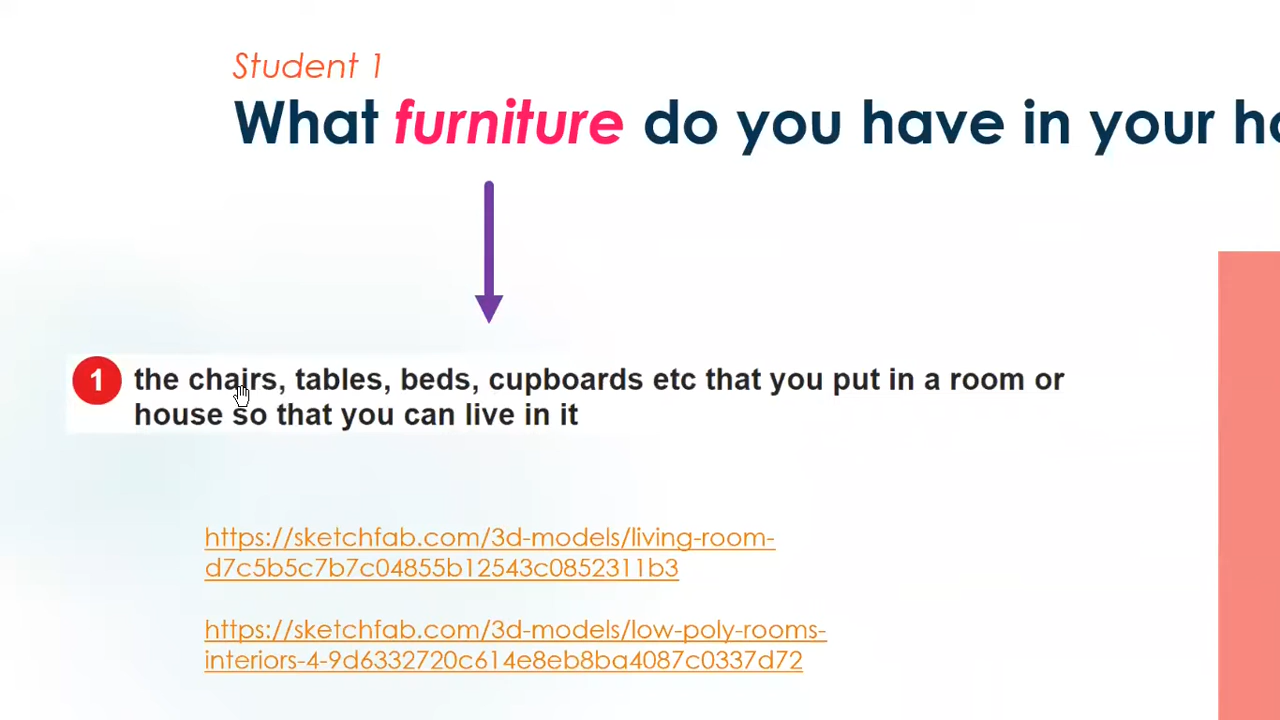 Student 1
What furniture do you have in your
1 the chairs, tables, beds, cupboards etc that you put in a room or
house so that you can live in it
https://sketchfab.com/3d-models/living-room-
d7c5b5c7b7c04855b12543c0852311b3
https://sketchfab.com/3d-models/low-poly-rooms-
interiors-4-9d6332720c614e8eb8ba4087c0337d72